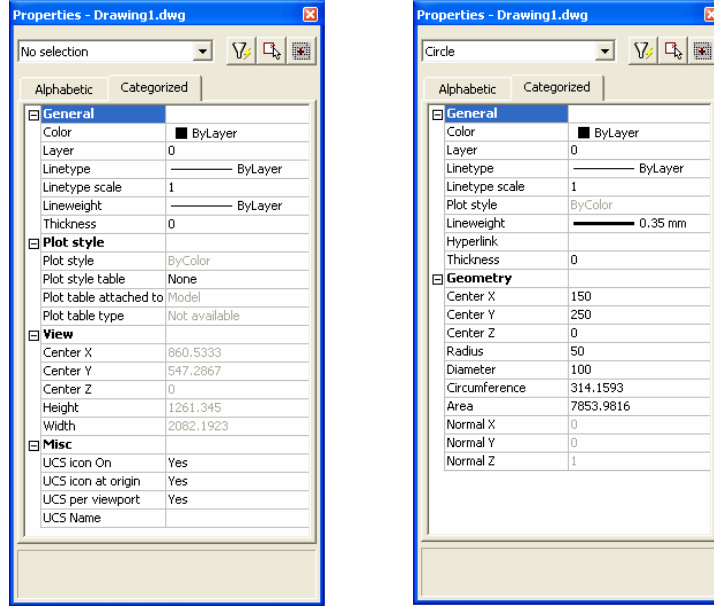 Properties - Drawing1.dwg
No selection
Alphabetic Categorized
General
Color ByLayer
Layer 0
Linetype ByLayer
Linetype scale 1
Lineweight ByLayer
Thickness 0
Plot style
Plot style ByColor
Plot style table None
Plot table attached to Model
Plot table type Not available
View
Center X 860.5333
Center Y 547.2867
Center Z 0
Height 1261.345
Width 2082.1923
Misc
UCS icon On Yes
UCS icon at origin Yes
UCS per viewport Yes
UCS Name
Properties - Drawing1.dwg
Circle
Alphabetic Categorized
General
Color ByLayer
Layer 0
Linetype ByLayer
Linetype scale 1
Plot style ByColor
Lineweight 0.35 mm
Hyperlink
Thickness 0
Geometry
Center X 150
Center Y 250
Center Z 0
Radius 50
Diameter 100
Circumference 314.1593
Area 7853.9816
Normal X 0
Normal Y 0
Normal Z 1